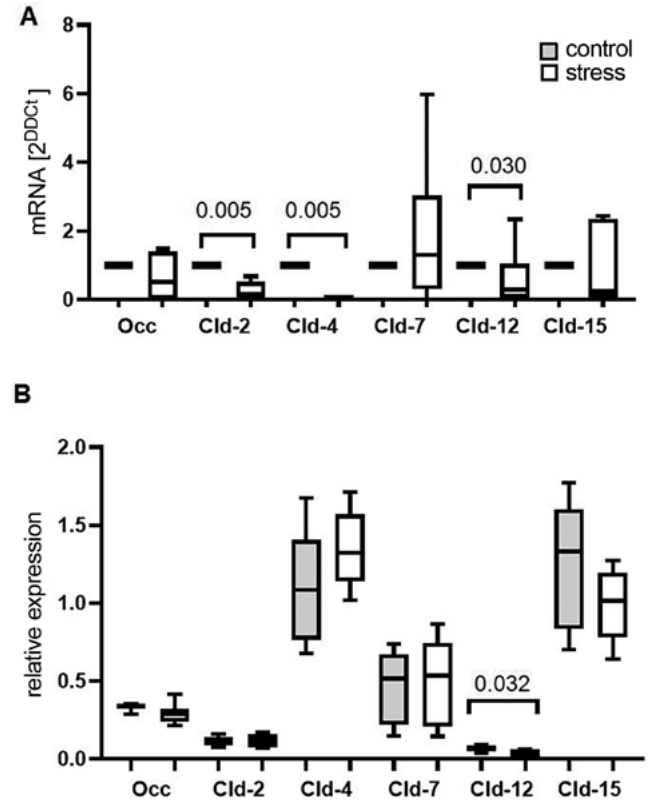 A
8
6
4
2
0
mRNA [2^DDCt]
control
stress
0.005
0.005
0.030
Occ Cld-2 Cld-4 Cld-7 Cld-12 Cld-15
B
2.0
1.5
1.0
0.5
0.0
relative expression
0.032
Occ Cld-2 Cld-4 Cld-7 Cld-12 Cld-15